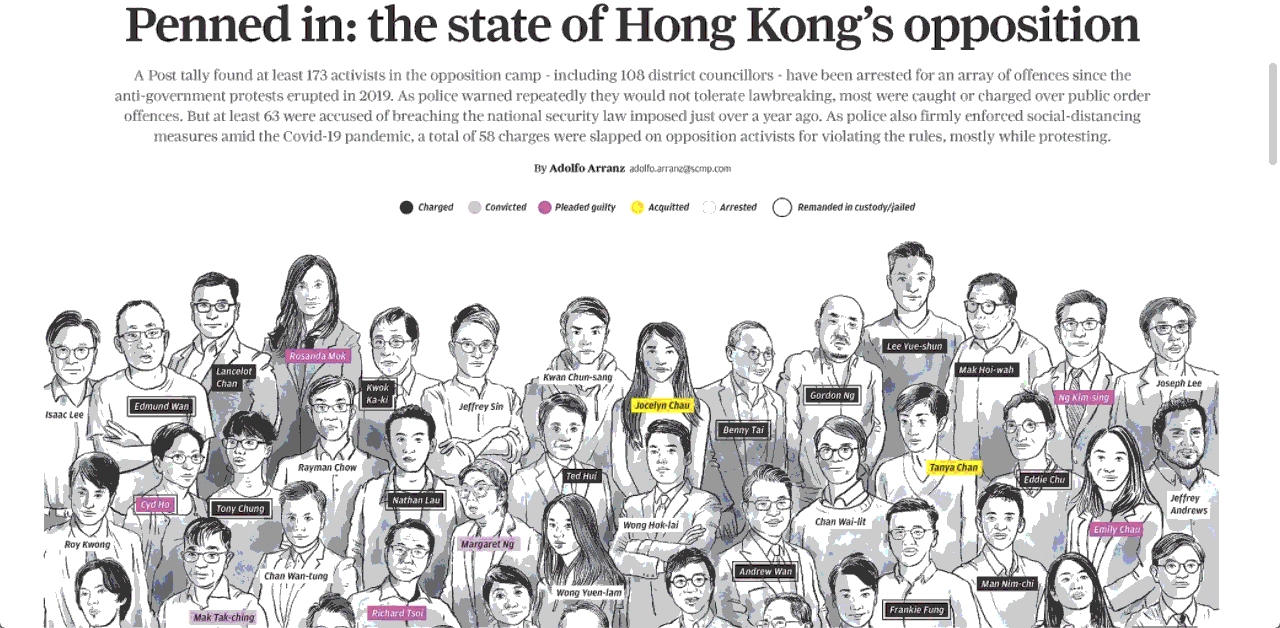 Penned in: the state of Hong Kong's opposition
A Post tally found at least 173 activists in the opposition camp - including 108 district councillors - have been arrested for an array of offences since the
anti-government protests erupted in 2019. As police warned repeatedly they would not tolerate lawbreaking, most were caught or charged over public order
offences. But at least 63 were accused of breaching the national security law imposed just over a year ago. As police also firmly enforced social-distancing
measures amid the Covid-19 pandemic, a total of 58 charges were slapped on opposition activists for violating the rules, mostly while protesting.
By Adolfo Arranz adolfo.arranz@scmp.com
Charged Convicted Pleaded guilty Acquitted Arrested Remanded in custody/jailed
Lee Yue-shun
Rosanda Mok
Lancelot
Chan
Mak Hoi-wah
Kwan Chun-sang
Joseph Lee
Kwok
Ka-ki
Gordon Ng
Ng Kim-sing
Isaac Lee
Edmund Wan
Jeffrey Sin
Jocelyn Chau
Benny Tai
Rayman Chow
Tanya Chan
Ted Hui
Eddie Chu
Cyd Ho
Tony Chung
Nathan Lau
Jeffrey
Andrews
Wong Hok-lai
Chan Wai-lit
Emily Chau
Roy Kwong
Margaret Ng
Chan Wan-tung
Andrew Wan
Man Nim-chi
Wong Yuen-lam
Mak Tak-ching
Richard Tsoi
Frankie Fung